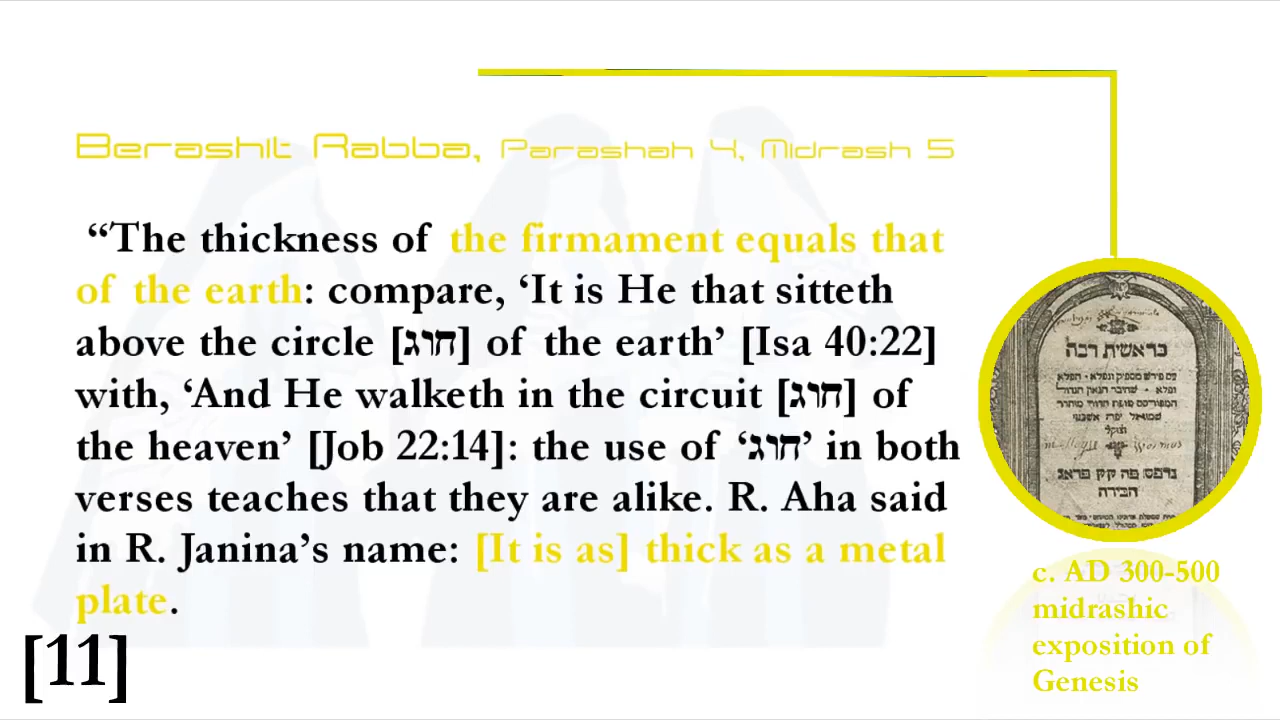 Berashit Rabba, Parashah 4, Midrash 5
“The thickness of the firmament equals that
of the earth: compare, ‘It is He that sitteth
above the circle [חוג] of the earth’ [Isa 40:22]
with, ‘And He walketh in the circuit [חוג] of
the heaven’ [Job 22:14]: the use of ‘חוג’ in both
verses teaches that they are alike. R. Aha said
in R. Janina’s name: [It is as] thick as a metal
plate.
[11]
בראשית רבה
c. AD 300-500
midrashic
exposition of
Genesis